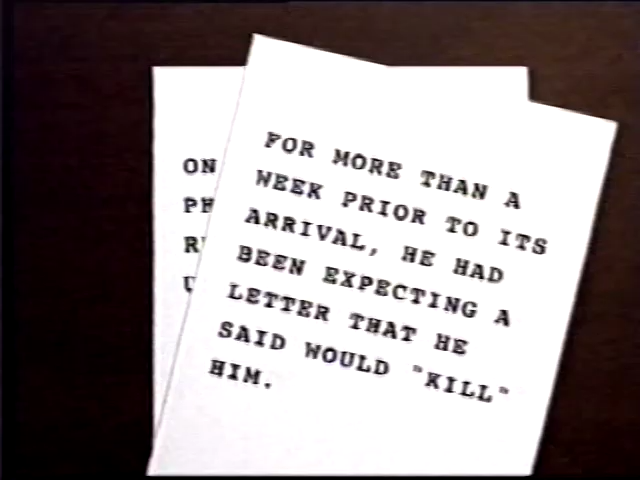 ON
FOR MORE THAN A
WEEK PRIOR TO ITS
ARRIVAL, HE HAD
BEEN EXPECTING A
LETTER THAT HE
SAID WOULD "KILL"
HIM.